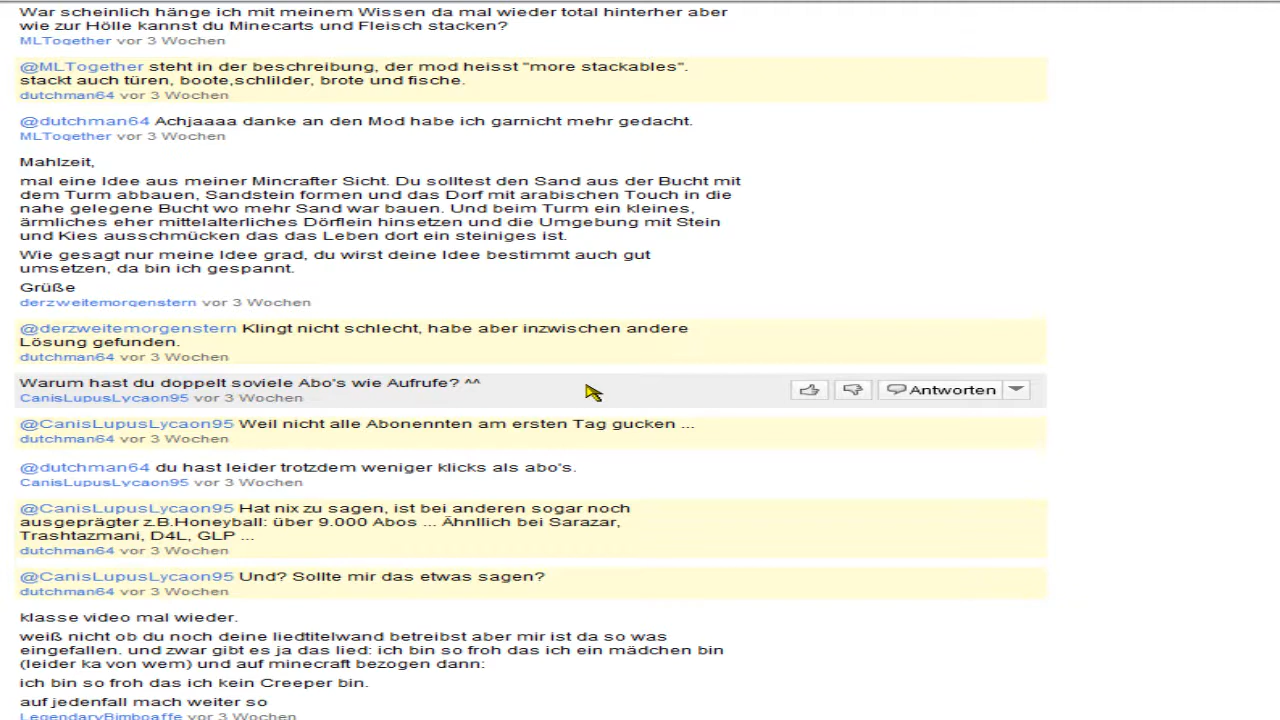 War scheinlich hänge ich mit meinem Wissen da mal wieder total hinterher aber
wie zur Hölle kannst du Minecarts und Fleisch stacken?
MLTogether vor 3 Wochen
@MLTogether steht in der beschreibung, der mod heisst "more stackables".
stackt auch türen, boote,schlilder, brote und fische.
dutchman64 vor 3 Wochen
@dutchman64 Achjaaaa danke an den Mod habe ich garnicht mehr gedacht.
MLTogether vor 3 Wochen
Mahlzeit,
mal eine Idee aus meiner Mincrafter Sicht. Du solltest den Sand aus der Bucht mit
dem Turm abbauen, Sandstein formen und das Dorf mit arabischen Touch in die
nahe gelegene Bucht wo mehr Sand war bauen. Und beim Turm ein kleines,
ärmliches eher mittelalterliches Dörflein hinsetzen und die Umgebung mit Stein
und Kies ausschmücken das das Leben dort ein steiniges ist.
Wie gesagt nur meine Idee grad, du wirst deine Idee bestimmt auch gut
umsetzen, da bin ich gespannt.
Grüße
derzweitemorgenstern vor 3 Wochen
@derzweitemorgenstern Klingt nicht schlecht, habe aber inzwischen andere
Lösung gefunden.
dutchman64 vor 3 Wochen
Warum hast du doppelt soviele Abo's wie Aufrufe? ^^
Antworten
CanisLupusLycaon95 vor 3 Wochen
@CanisLupusLycaon95 Weil nicht alle Abonennten am ersten Tag gucken ...
dutchman64 vor 3 Wochen
@dutchman64 du hast leider trotzdem weniger klicks als abo's.
CanisLupusLycaon95 vor 3 Wochen
@CanisLupusLycaon95 Hat nix zu sagen, ist bei anderen sogar noch
ausgeprägter z.B.Honeyball: über 9.000 Abos ... Ähnllich bei Sarazar,
Trashtazmani, D4L, GLP ...
dutchman64 vor 3 Wochen
@CanisLupusLycaon95 Und? Sollte mir das etwas sagen?
dutchman64 vor 3 Wochen
klasse video mal wieder.
weiß nicht ob du noch deine liedtitelwand betreibst aber mir ist da so was
eingefallen. und zwar gibt es ja das lied: ich bin so froh das ich ein mädchen bin
(leider ka von wem) und auf minecraft bezogen dann:
ich bin so froh das ich kein Creeper bin.
auf jedenfall mach weiter so
LegendaryBimboaffe vor 3 Wochen